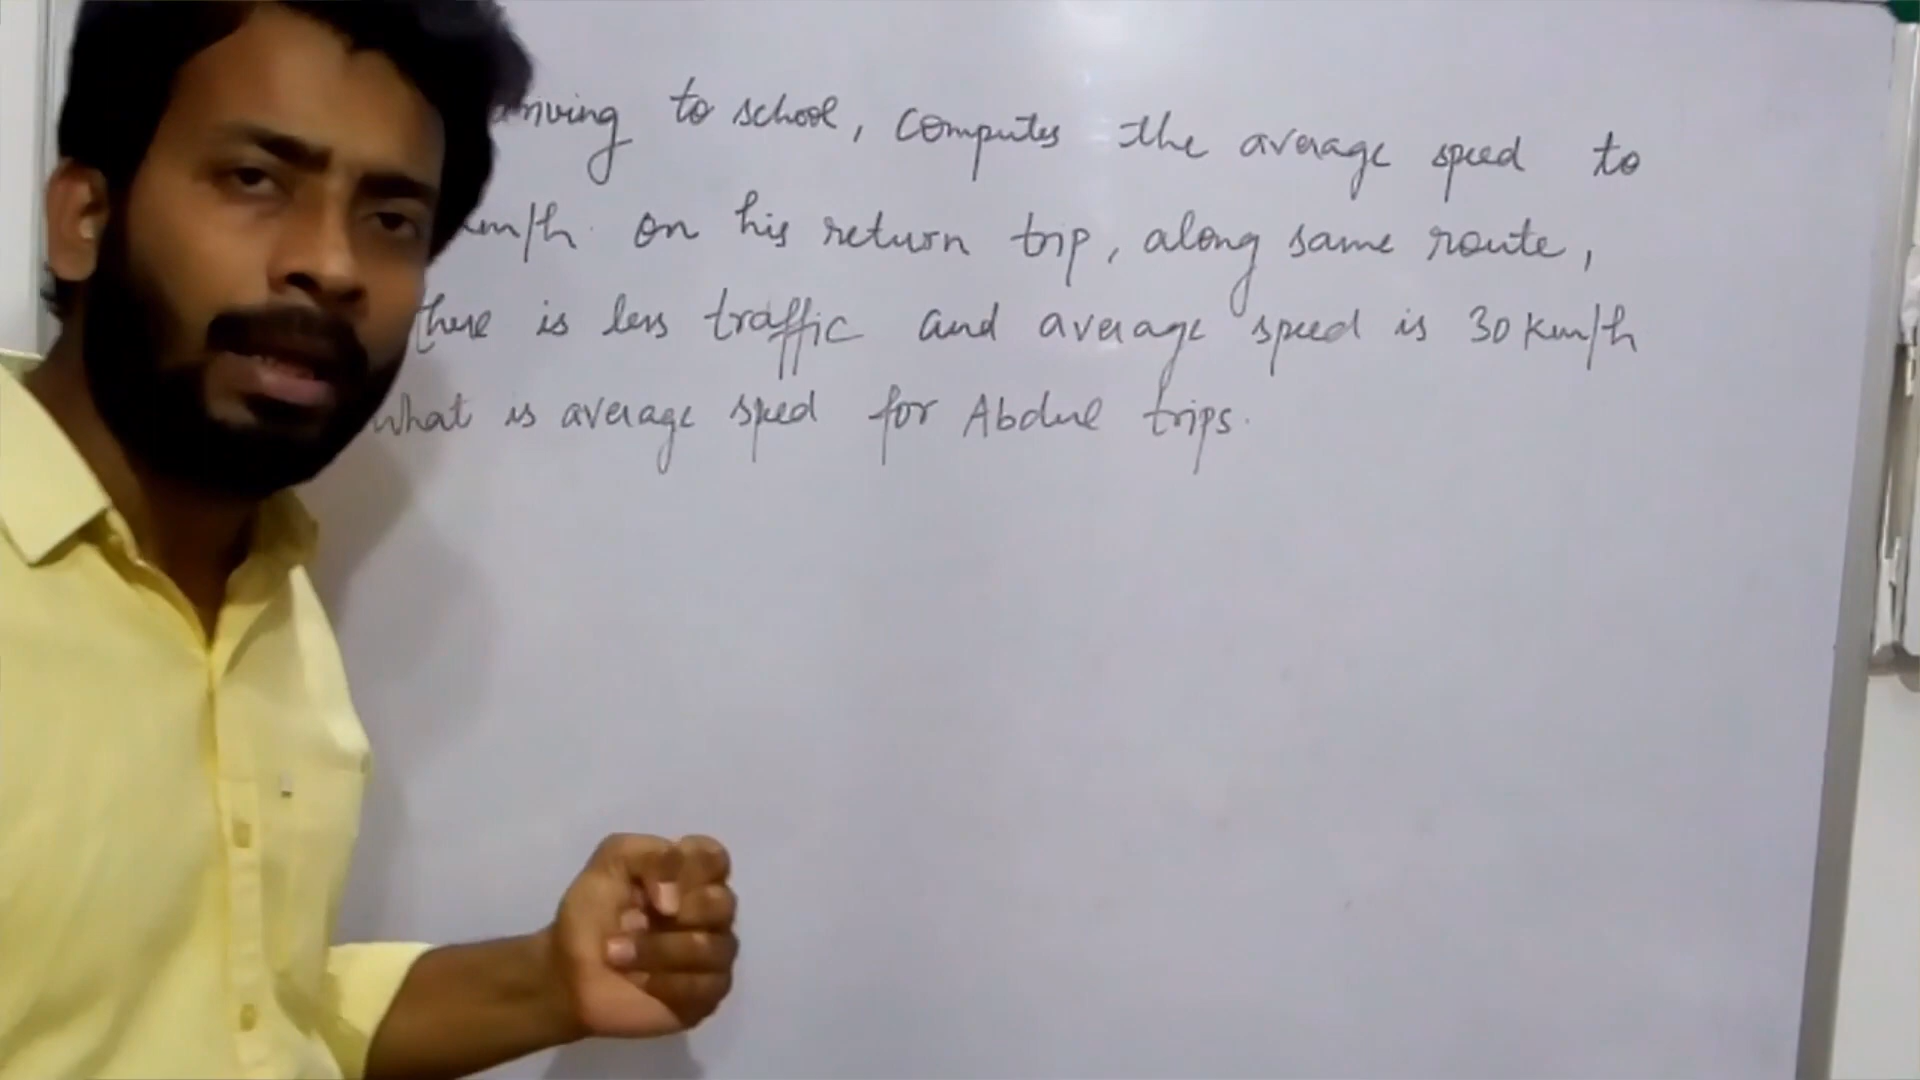 driving to school, computes the average speed to
km/h. on his return trip, along same route,
there is less traffic and average speed is 30 km/h
what is average speed for Abdul trips.